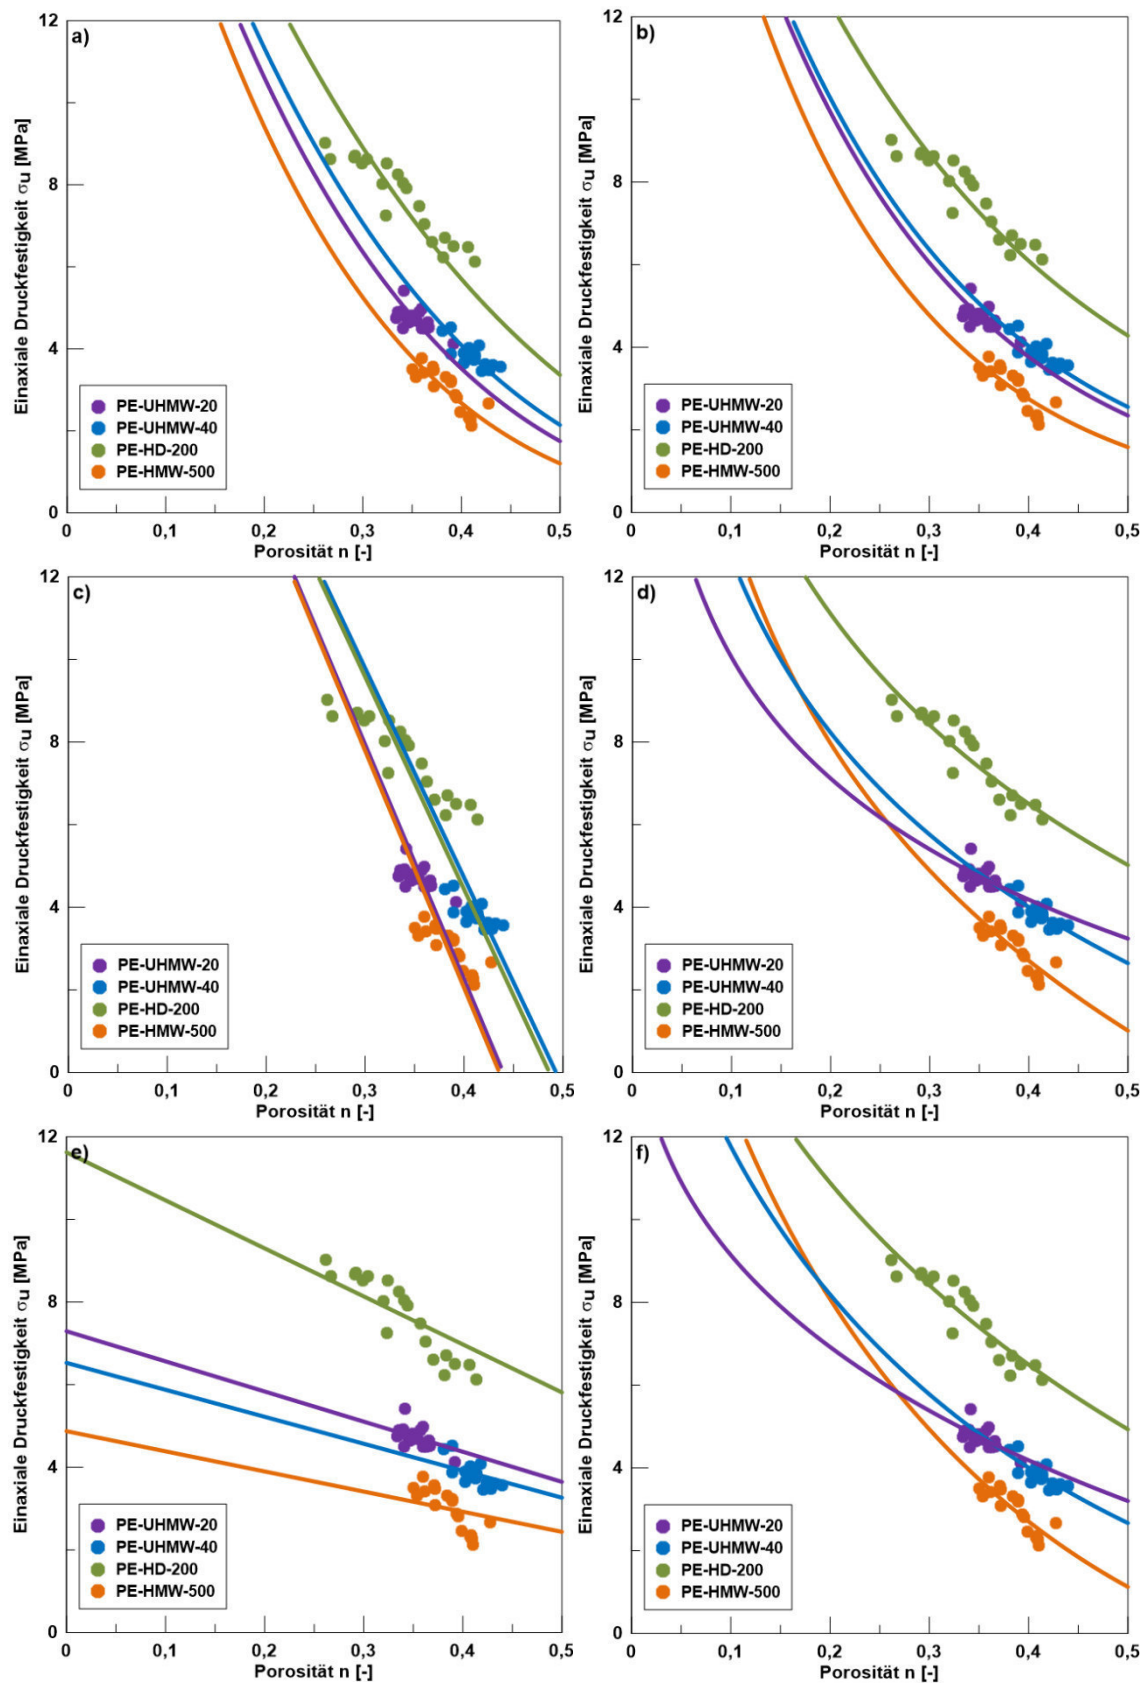 a)
12
8
4
0
Einaxiale Druckfestigkeit σu [MPa]
PE-UHMW-20
PE-UHMW-40
PE-HD-200
PE-HMW-500
0 0,1 0,2 0,3 0,4 0,5
Porosität n [-]
b)
12
8
4
0
Einaxiale Druckfestigkeit σu [MPa]
PE-UHMW-20
PE-UHMW-40
PE-HD-200
PE-HMW-500
0 0,1 0,2 0,3 0,4 0,5
Porosität n [-]
c)
12
8
4
0
Einaxiale Druckfestigkeit σu [MPa]
PE-UHMW-20
PE-UHMW-40
PE-HD-200
PE-HMW-500
0 0,1 0,2 0,3 0,4 0,5
Porosität n [-]
d)
12
8
4
0
Einaxiale Druckfestigkeit σu [MPa]
PE-UHMW-20
PE-UHMW-40
PE-HD-200
PE-HMW-500
0 0,1 0,2 0,3 0,4 0,5
Porosität n [-]
e)
12
8
4
0
Einaxiale Druckfestigkeit σu [MPa]
PE-UHMW-20
PE-UHMW-40
PE-HD-200
PE-HMW-500
0 0,1 0,2 0,3 0,4 0,5
Porosität n [-]
f)
12
8
4
0
Einaxiale Druckfestigkeit σu [MPa]
PE-UHMW-20
PE-UHMW-40
PE-HD-200
PE-HMW-500
0 0,1 0,2 0,3 0,4 0,5
Porosität n [-]